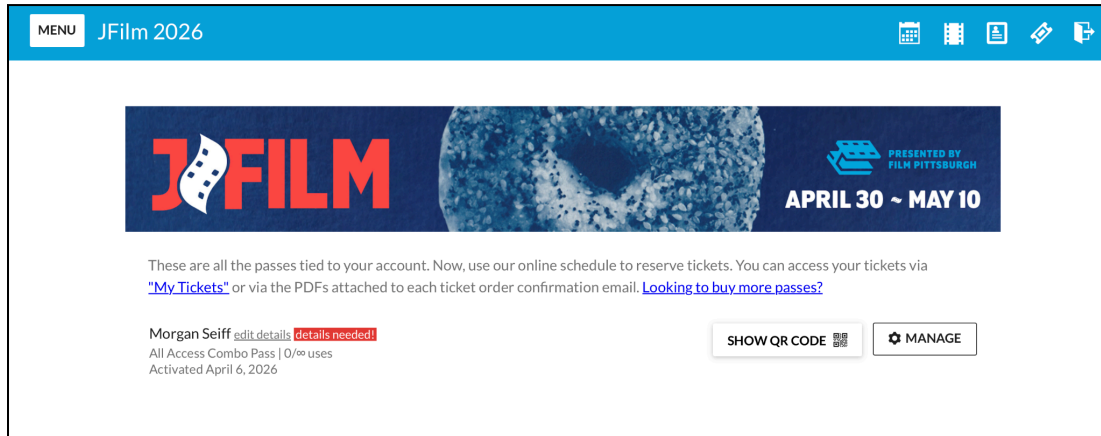 MENU JFilm 2026
JFILM
PRESENTED BY
FILM PITTSBURGH
APRIL 30 ~ MAY 10
These are all the passes tied to your account. Now, use our online schedule to reserve tickets. You can access your tickets via
"My Tickets" or via the PDFs attached to each ticket order confirmation email. Looking to buy more passes?
Morgan Seiff edit details details needed!
All Access Combo Pass | 0/∞ uses
Activated April 6, 2026
SHOW QR CODE
MANAGE